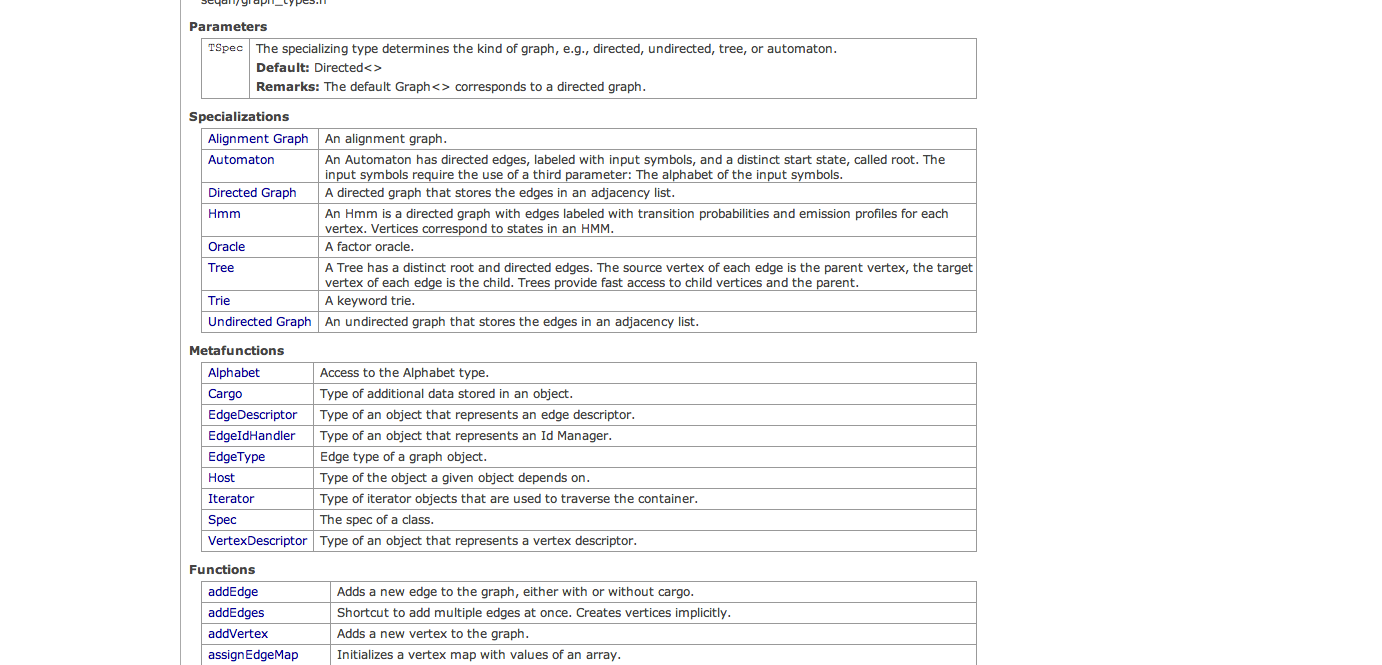 seqan/graph_types.h
Parameters
TSpec The specializing type determines the kind of graph, e.g., directed, undirected, tree, or automaton.
Default: Directed<>
Remarks: The default Graph<> corresponds to a directed graph.
Specializations
Alignment Graph An alignment graph.
Automaton An Automaton has directed edges, labeled with input symbols, and a distinct start state, called root. The
input symbols require the use of a third parameter: The alphabet of the input symbols.
Directed Graph A directed graph that stores the edges in an adjacency list.
Hmm An Hmm is a directed graph with edges labeled with transition probabilities and emission profiles for each
vertex. Vertices correspond to states in an HMM.
Oracle A factor oracle.
Tree A Tree has a distinct root and directed edges. The source vertex of each edge is the parent vertex, the target
vertex of each edge is the child. Trees provide fast access to child vertices and the parent.
Trie A keyword trie.
Undirected Graph An undirected graph that stores the edges in an adjacency list.
Metafunctions
Alphabet Access to the Alphabet type.
Cargo Type of additional data stored in an object.
EdgeDescriptor Type of an object that represents an edge descriptor.
EdgeIdHandler Type of an object that represents an Id Manager.
EdgeType Edge type of a graph object.
Host Type of the object a given object depends on.
Iterator Type of iterator objects that are used to traverse the container.
Spec The spec of a class.
VertexDescriptor Type of an object that represents a vertex descriptor.
Functions
addEdge Adds a new edge to the graph, either with or without cargo.
addEdges Shortcut to add multiple edges at once. Creates vertices implicitly.
addVertex Adds a new vertex to the graph.
assignEdgeMap Initializes a vertex map with values of an array.